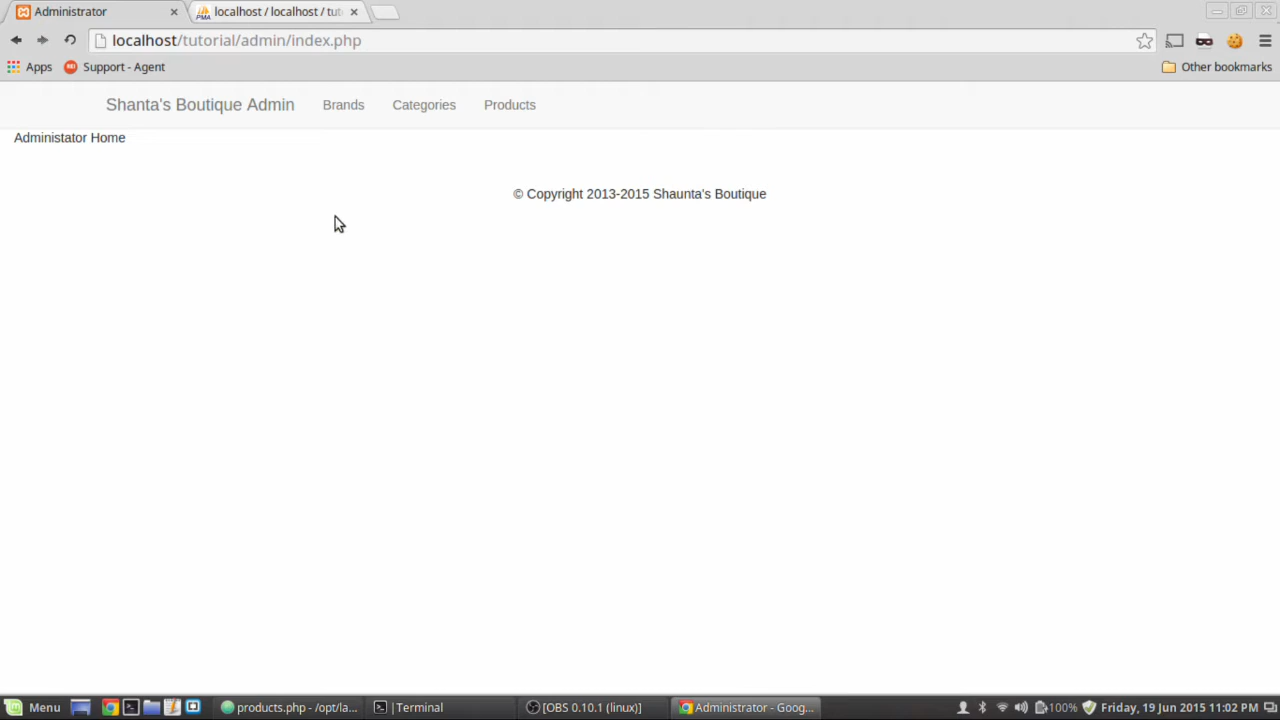 Administrator
PMA localhost / localhost / tut
localhost/tutorial/admin/index.php
Apps Support - Agent Other bookmarks
Shanta's Boutique Admin Brands Categories Products
Administator Home
© Copyright 2013-2015 Shaunta's Boutique
Menu products.php - /opt/la... Terminal [OBS 0.10.1 (linux)] Administrator - Goog... 100% Friday, 19 Jun 2015 11:02 PM